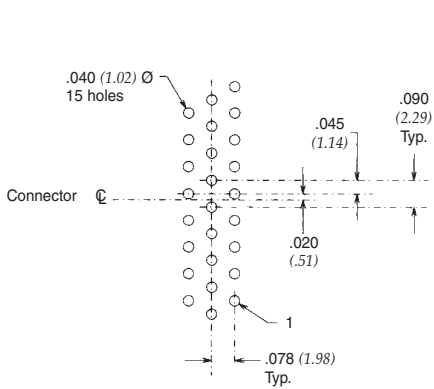 .040 (1.02) Ø
15 holes
.090
(2.29)
Typ.
.045
(1.14)
Connector ℄
.020
(.51)
1
.078 (1.98)
Typ.